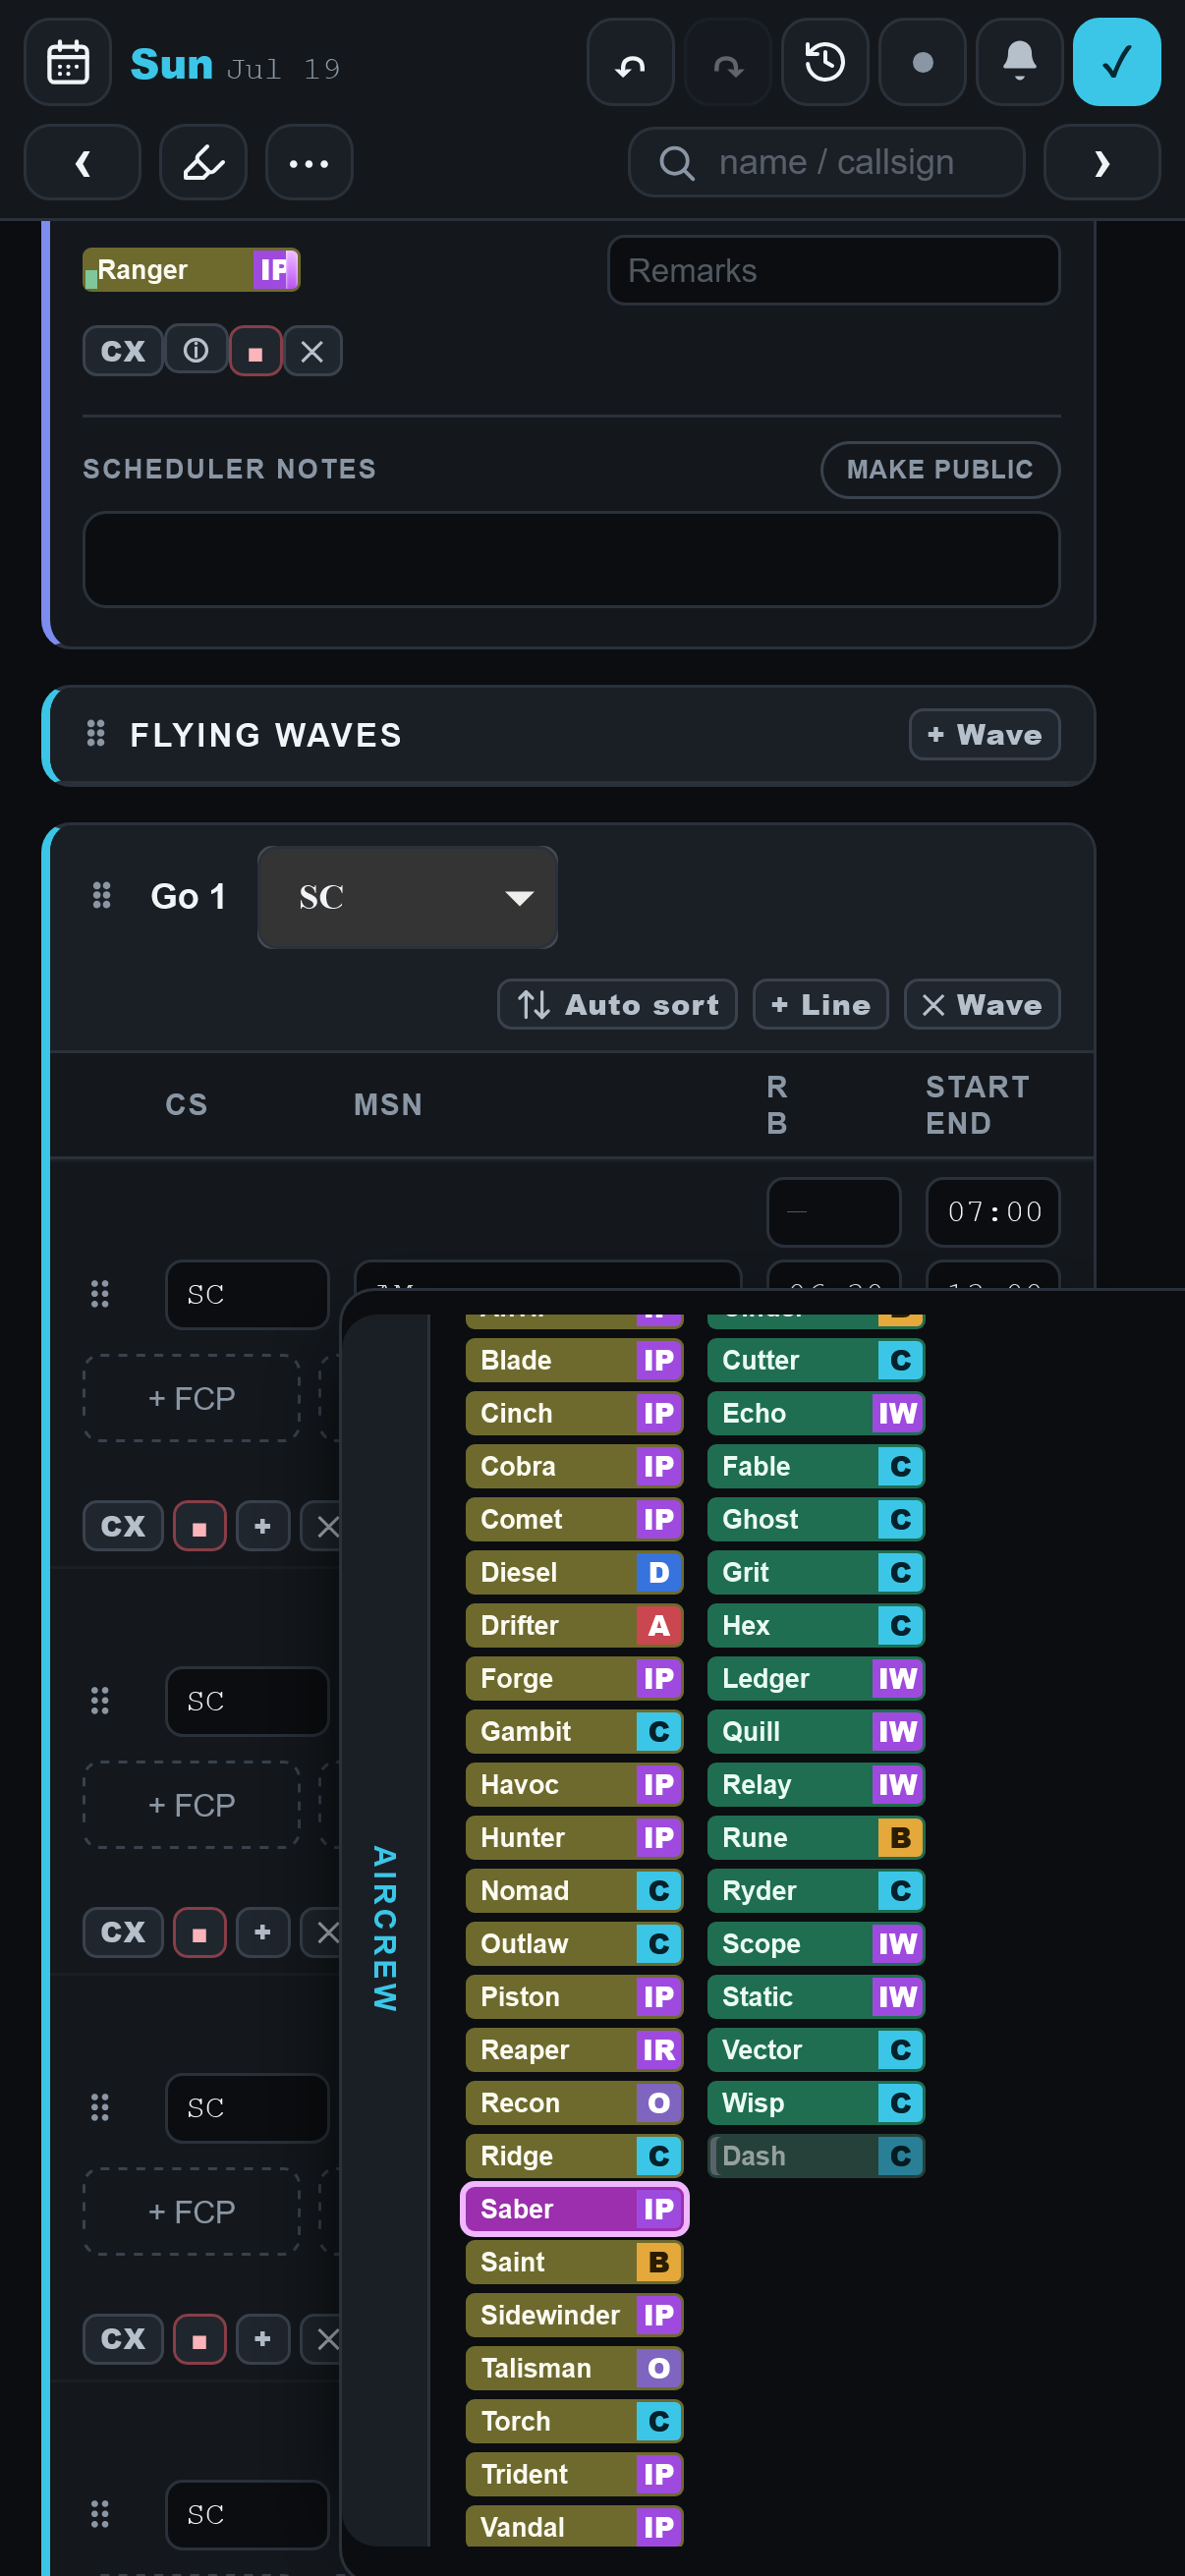 Sun Jul 19
name / callsign
Ranger IP
Remarks
CX
SCHEDULER NOTES
MAKE PUBLIC
FLYING WAVES
+ Wave
Go 1
SC
Auto sort
+ Line
Wave
CS
MSN
R
B
START
END
—
07:00
SC
+ FCP
CX
+
SC
+ FCP
CX
+
SC
+ FCP
CX
+
SC
AIRCREW
Blade IP
Cinch IP
Cobra IP
Comet IP
Diesel D
Drifter A
Forge IP
Gambit C
Havoc IP
Hunter IP
Nomad C
Outlaw C
Piston IP
Reaper IR
Recon O
Ridge C
Saber IP
Saint B
Sidewinder IP
Talisman O
Torch C
Trident IP
Vandal IP
Cutter C
Echo IW
Fable C
Ghost C
Grit C
Hex C
Ledger IW
Quill IW
Relay IW
Rune B
Ryder C
Scope IW
Static IW
Vector C
Wisp C
Dash C